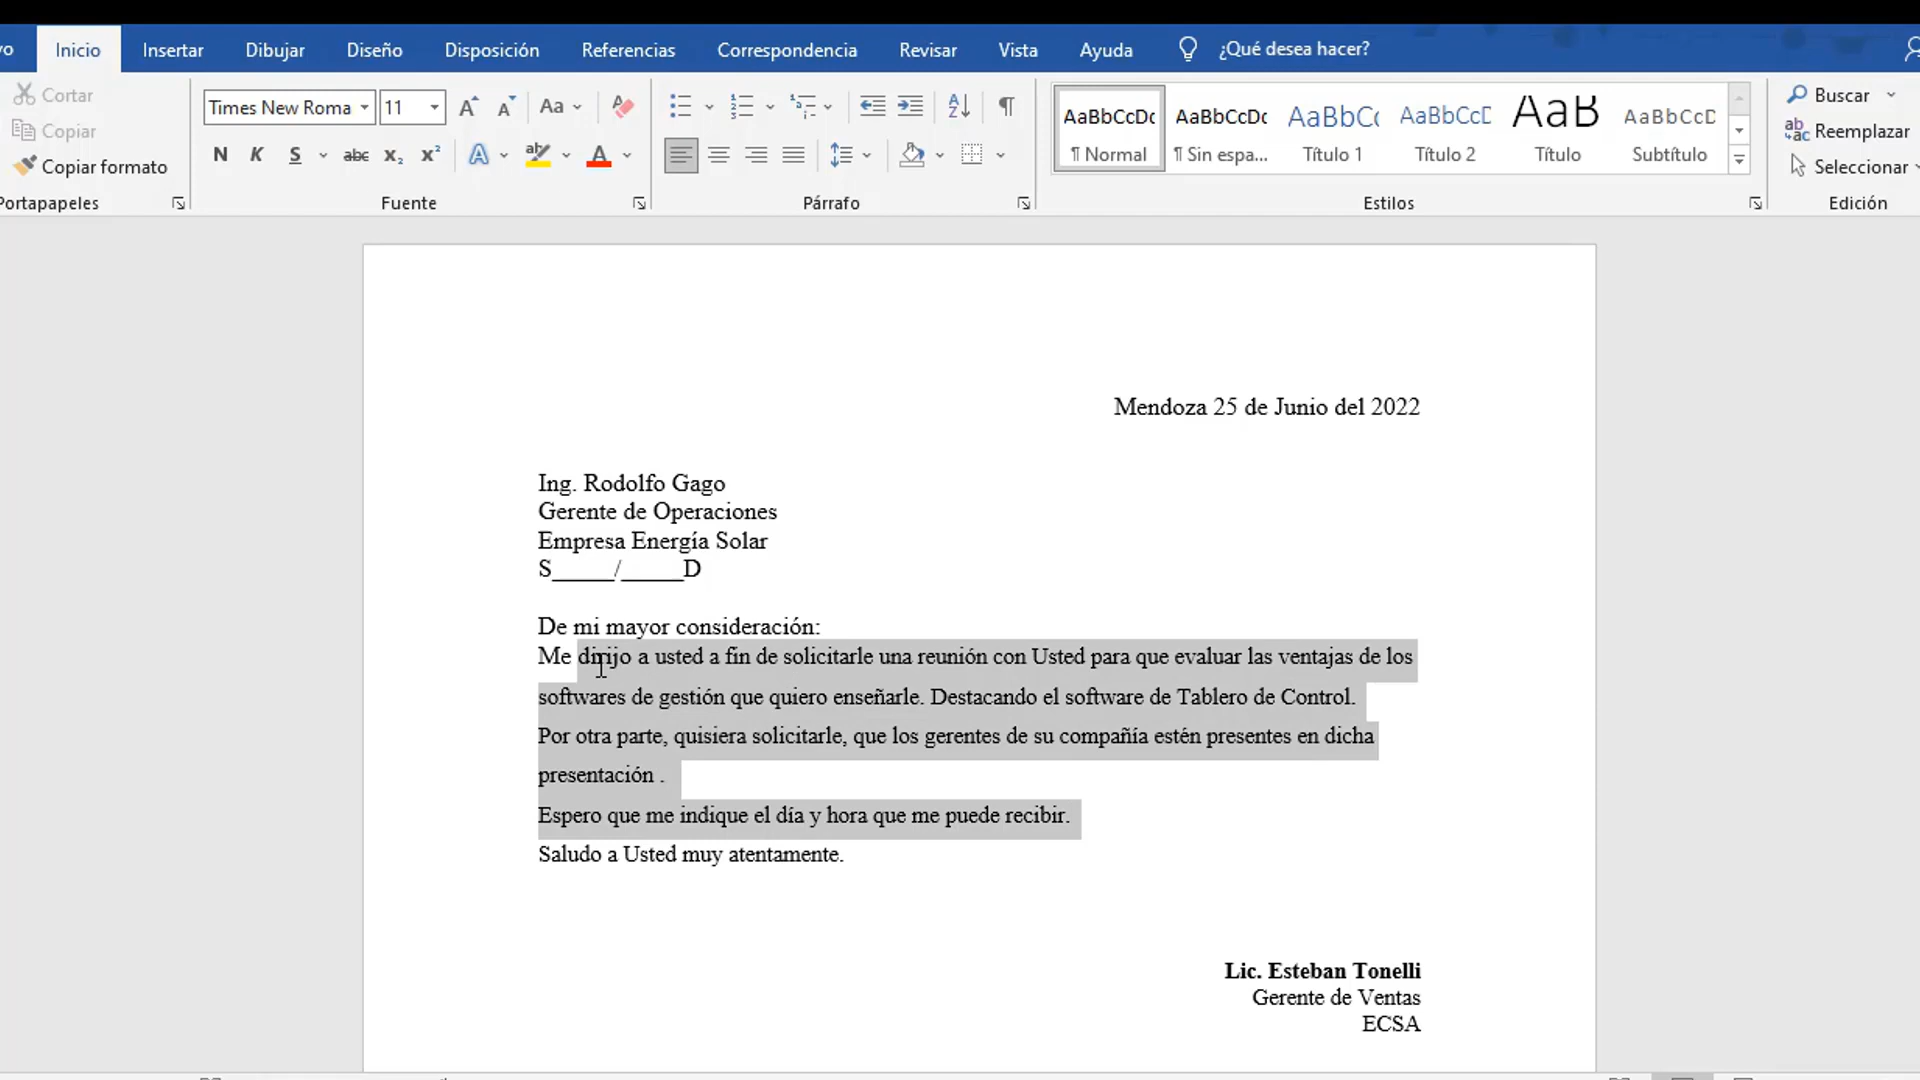 vo Inicio Insertar Dibujar Diseño Disposición Referencias Correspondencia Revisar Vista Ayuda ¿Qué desea hacer?
Cortar
Copiar
Copiar formato
Portapapeles
Times New Roma 11
Aa
N K S abc x₂ x² A A
Fuente
Párrafo
AaBbCcDc AaBbCcDc AaBbCc AaBbCcD AaB AaBbCcD
¶ Normal ¶ Sin espa... Título 1 Título 2 Título Subtítulo
Estilos
Buscar
Reemplazar
Seleccionar
Edición
Mendoza 25 de Junio del 2022
Ing. Rodolfo Gago
Gerente de Operaciones
Empresa Energía Solar
S_____/_____D
De mi mayor consideración:
Me dirijo a usted a fin de solicitarle una reunión con Usted para que evaluar las ventajas de los
softwares de gestión que quiero enseñarle. Destacando el software de Tablero de Control.
Por otra parte, quisiera solicitarle, que los gerentes de su compañía estén presentes en dicha
presentación .
Espero que me indique el día y hora que me puede recibir.
Saludo a Usted muy atentamente.
Lic. Esteban Tonelli
Gerente de Ventas
ECSA